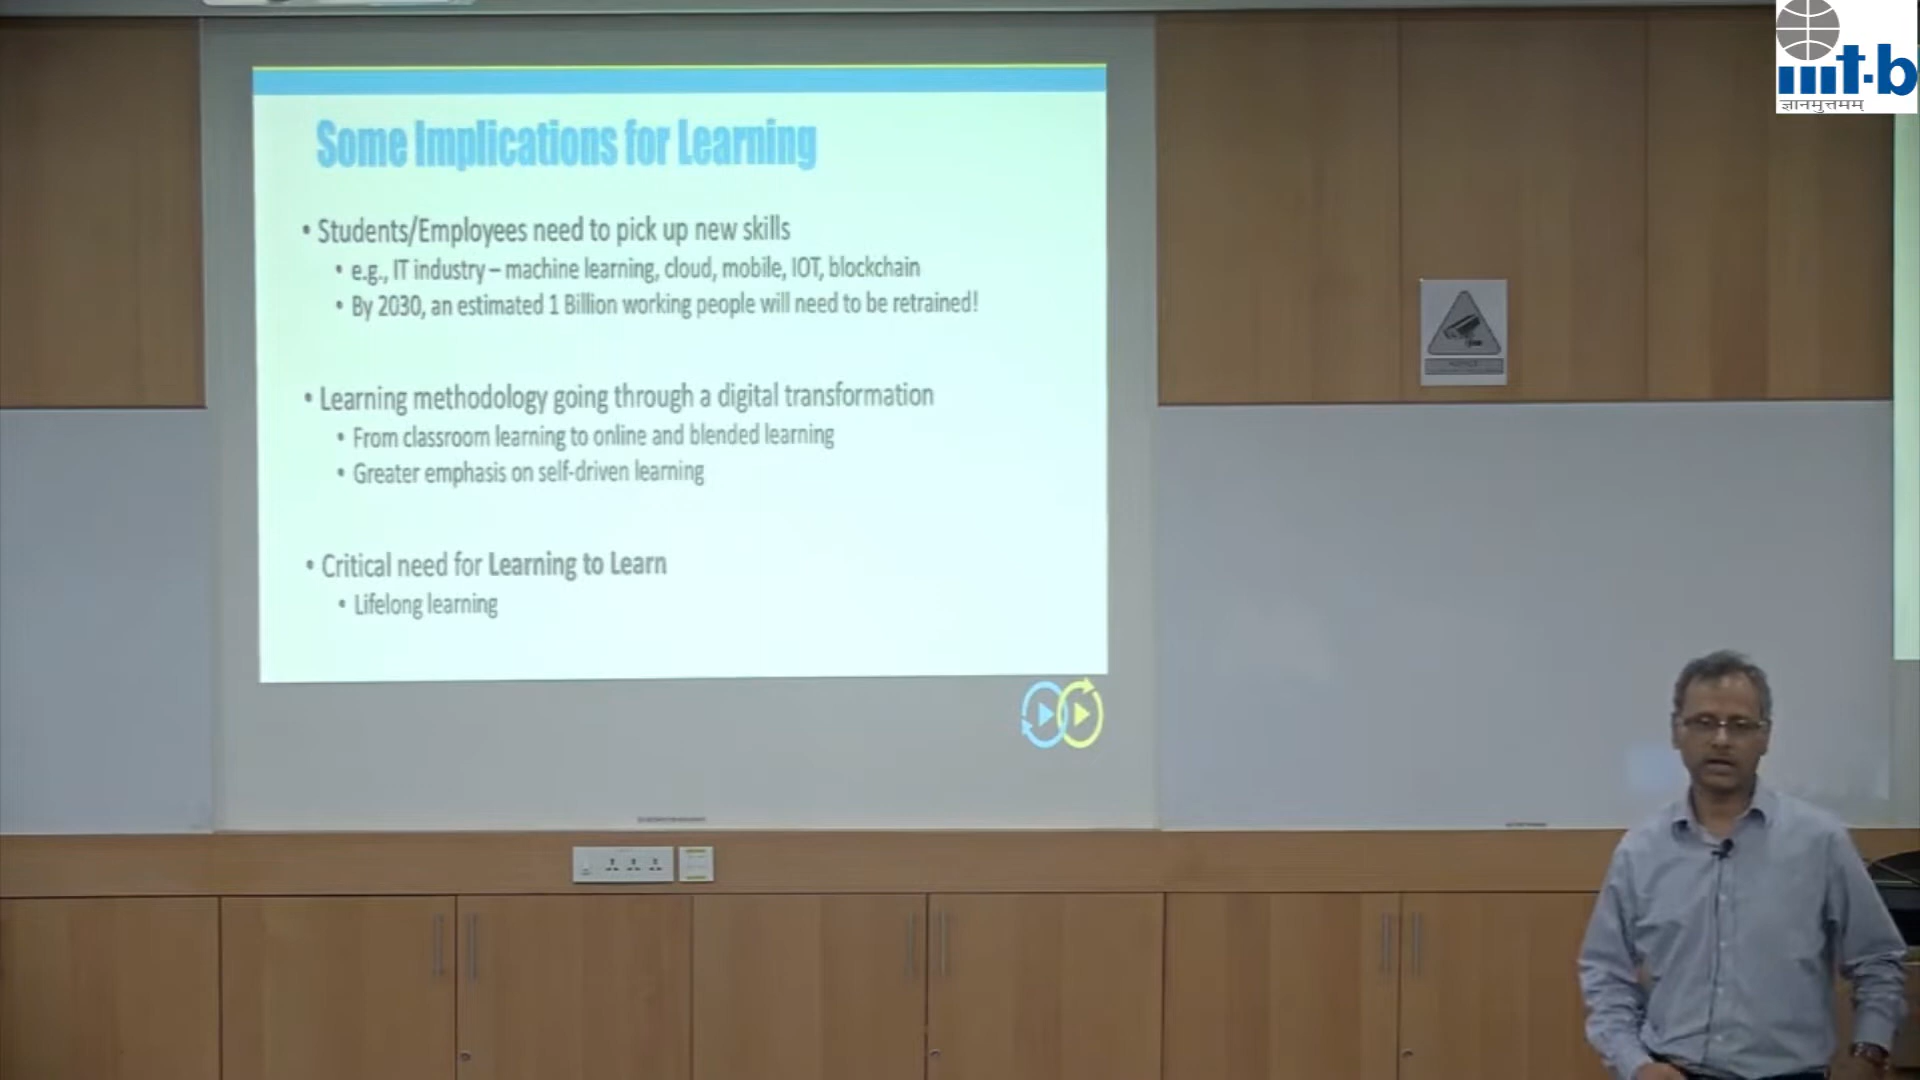 iiit-b
ज्ञानमुत्तमम्
Some Implications for Learning
• Students/Employees need to pick up new skills
• e.g., IT industry – machine learning, cloud, mobile, IOT, blockchain
• By 2030, an estimated 1 Billion working people will need to be retrained!
• Learning methodology going through a digital transformation
• From classroom learning to online and blended learning
• Greater emphasis on self-driven learning
• Critical need for Learning to Learn
• Lifelong learning